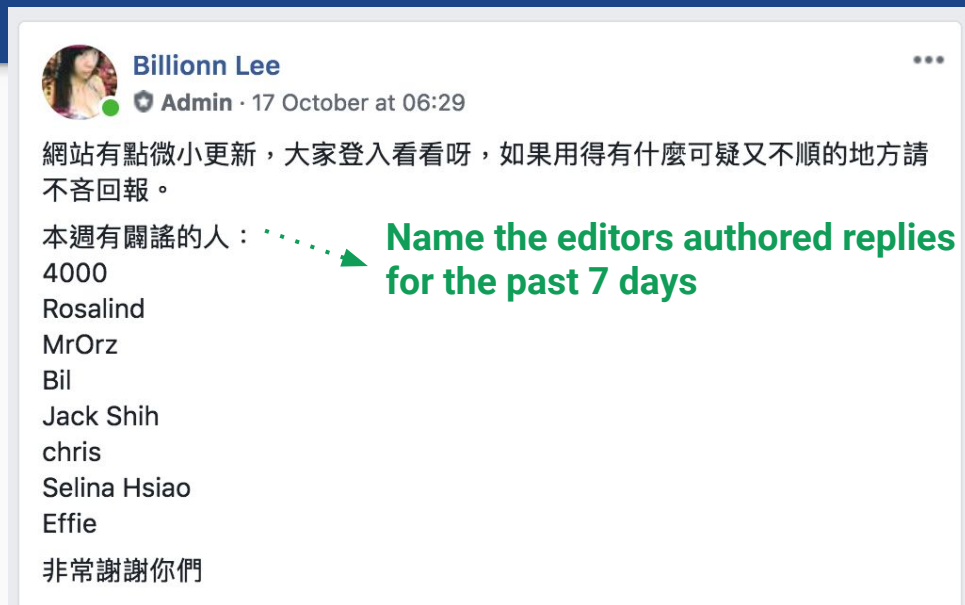 Billionn Lee
Admin · 17 October at 06:29
網站有點微小更新，大家登入看看呀，如果用得有什麼可疑又不順的地方請
不吝回報。
本週有闢謠的人：
Name the editors authored replies
for the past 7 days
4000
Rosalind
MrOrz
Bil
Jack Shih
chris
Selina Hsiao
Effie
非常謝謝你們